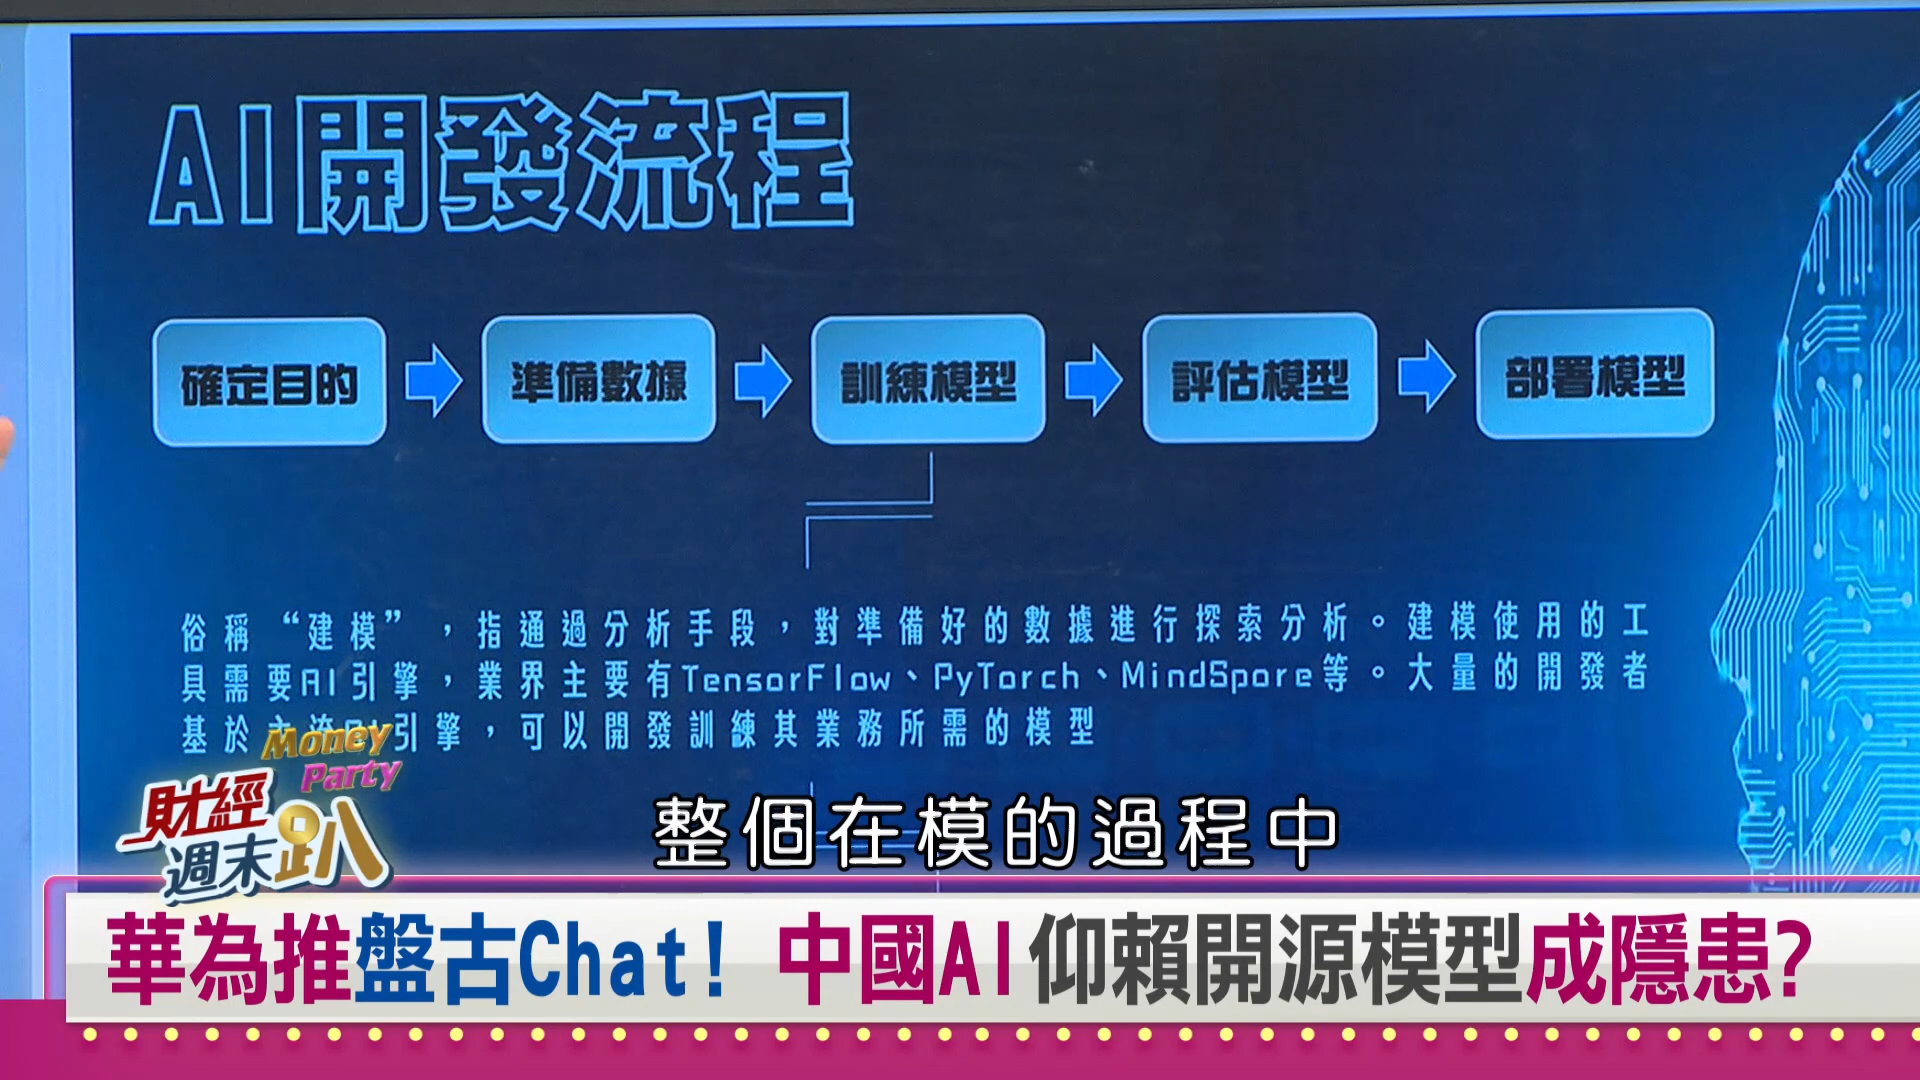 AI開發流程
確定目的
準備數據
訓練模型
評估模型
部署模型
俗稱“建模”，指通過分析手段，對準備好的數據進行探索分析。建模使用的工
具需要AI引擎，業界主要有TensorFlow、PyTorch、MindSpore等。大量的開發者
基於主流AI引擎，可以開發訓練其業務所需的模型
Money
Party
財經
週末趴
整個在模的過程中
華為推盤古Chat! 中國AI仰賴開源模型成隱患?